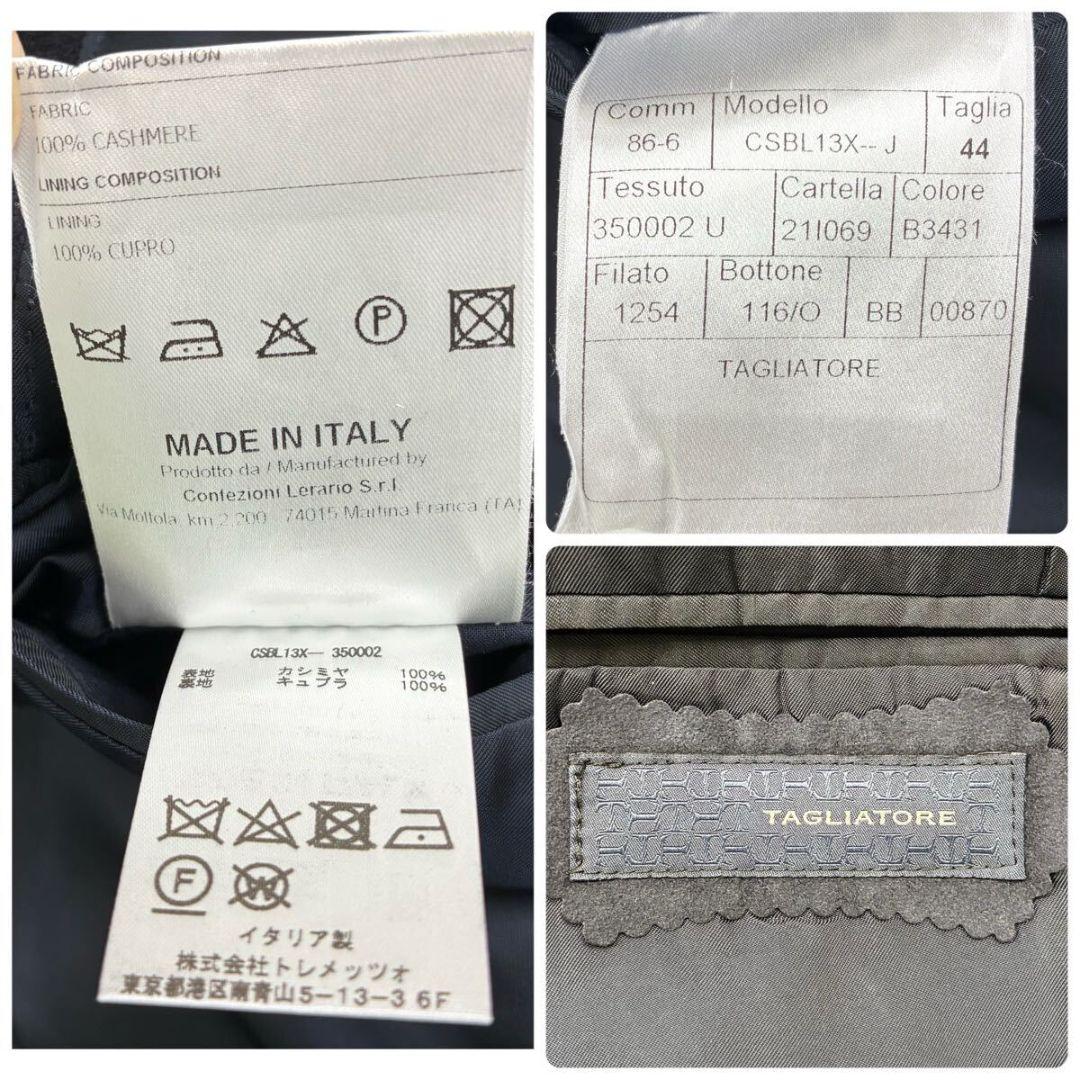 FABRIC COMPOSITION
FABRIC
100% CASHMERE
LINING COMPOSITION
LINING
100% CUPRO
P
MADE IN ITALY
Prodotto da / Manufactured by
Confezioni Lerario S.r.l.
Via Mottola, km 2,200 - 74015 Martina Franca (TA)
CSBL13X-- 350002
表地 カシミヤ 100%
裏地 キュプラ 100%
F
W
イタリア製
株式会社トレメッツォ
東京都港区南青山5-13-3 6F
Comm Modello Taglia
86-6 CSBL13X-- J 44
Tessuto Cartella Colore
350002 U 21I069 B3431
Filato Bottone
1254 116/O BB 00870
TAGLIATORE
TAGLIATORE